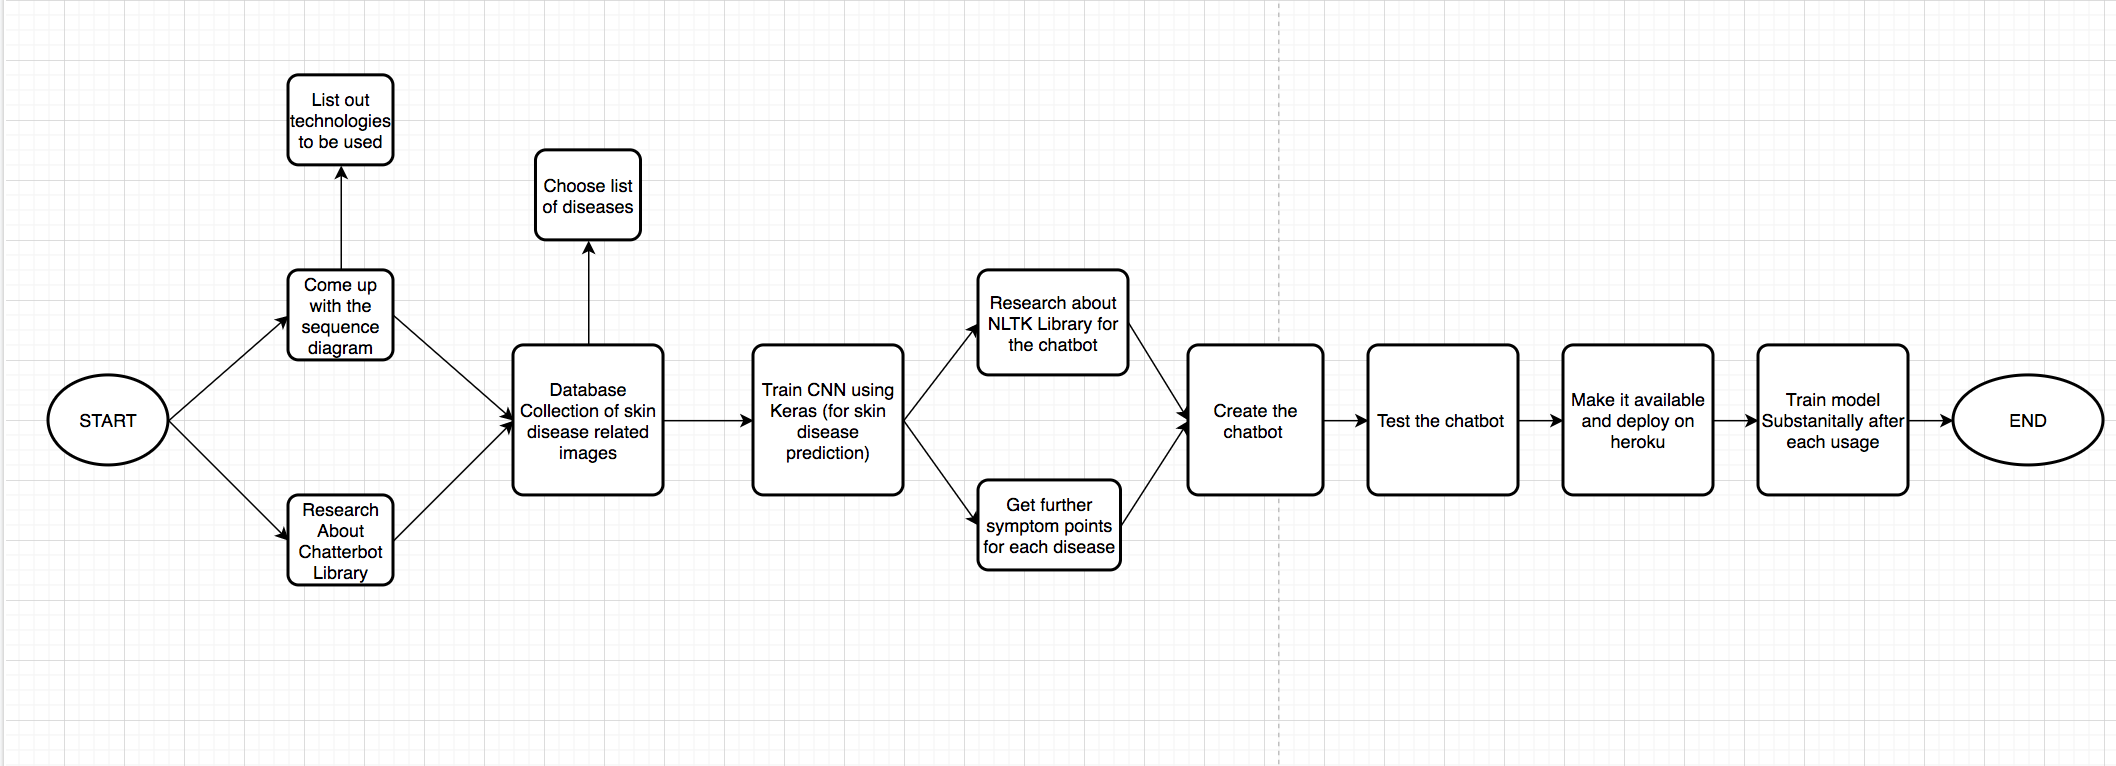 START
List out
technologies
to be used
Come up
with the
sequence
diagram
Research
About
Chatterbot
Library
Choose list
of diseases
Database
Collection of skin
disease related
images
Train CNN using
Keras (for skin
disease
prediction)
Research about
NLTK Library for
the chatbot
Get further
symptom points
for each disease
Create the
chatbot
Test the chatbot
Make it available
and deploy on
heroku
Train model
Substanitally after
each usage
END